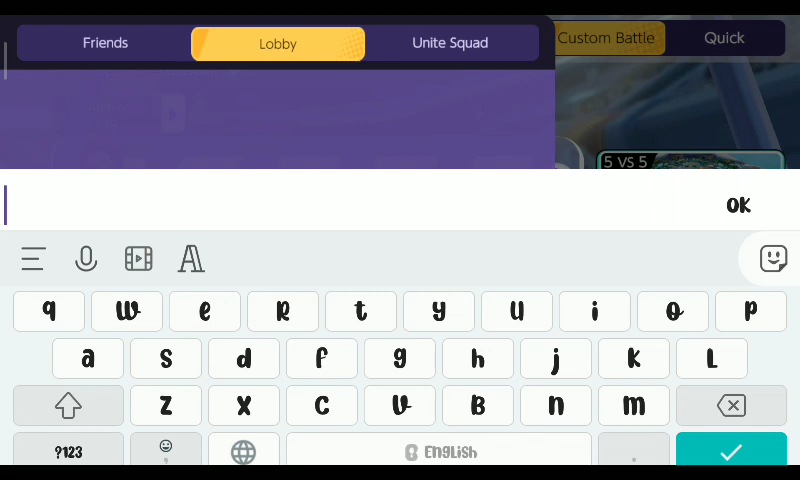 Friends Lobby Unite Squad Custom Battle Quick
5 VS 5
OK
q w e R t y u i o p
a s d f g h j k L
z x c v B n m
?123 , English .